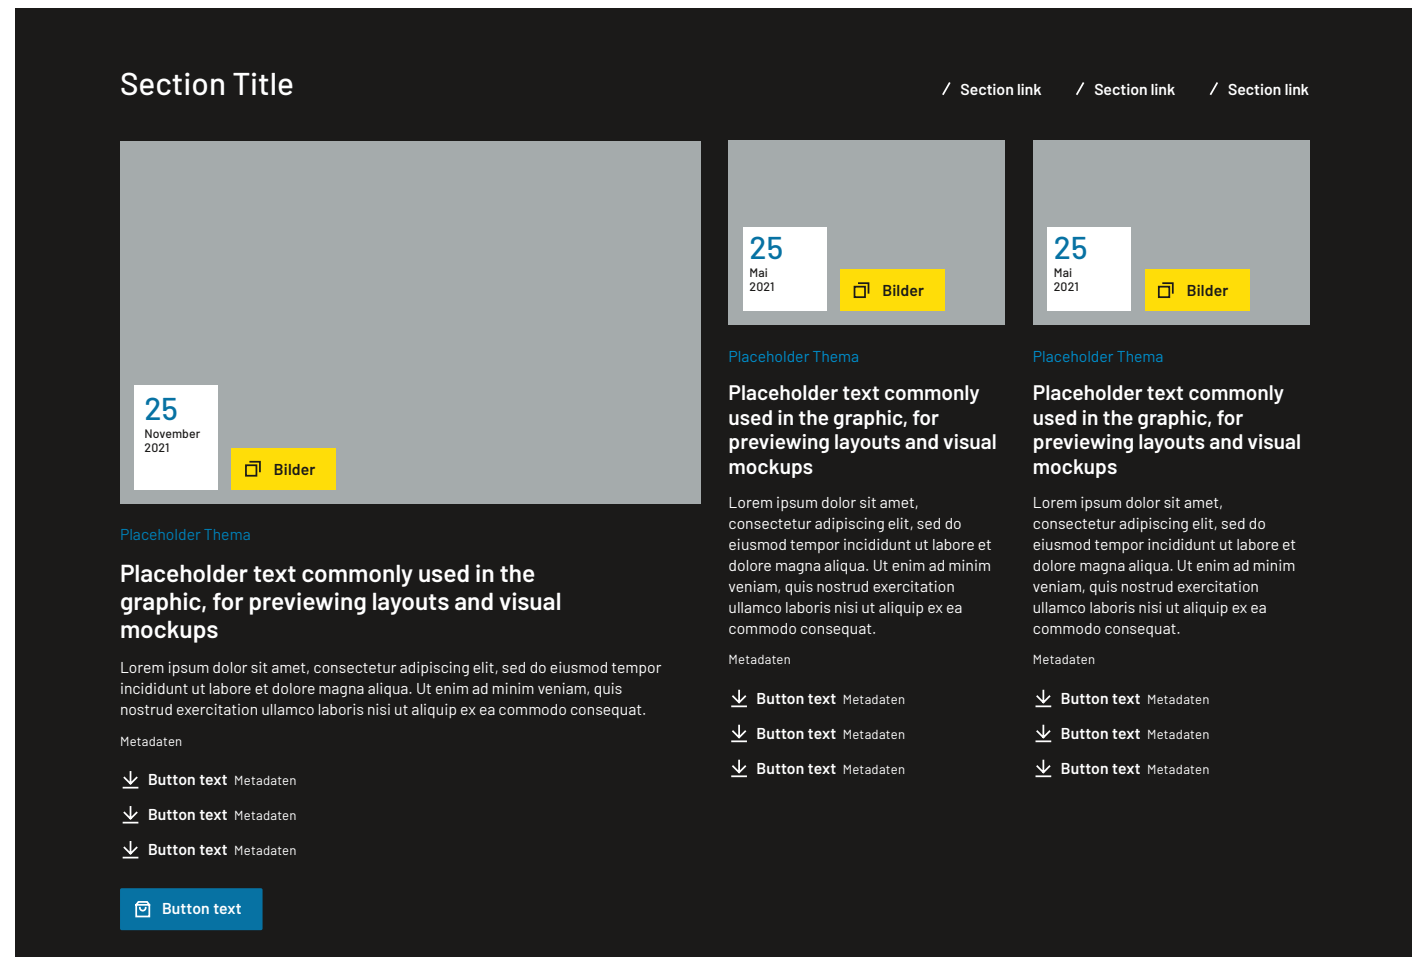 Section Title
/ Section link / Section link / Section link
25
November
2021
Bilder
Placeholder Thema
Placeholder text commonly used in the
graphic, for previewing layouts and visual
mockups
Lorem ipsum dolor sit amet, consectetur adipiscing elit, sed do eiusmod tempor
incididunt ut labore et dolore magna aliqua. Ut enim ad minim veniam, quis
nostrud exercitation ullamco laboris nisi ut aliquip ex ea commodo consequat.
Metadaten
Button text Metadaten
Button text Metadaten
Button text Metadaten
Button text
25
Mai
2021
Bilder
Placeholder Thema
Placeholder text commonly
used in the graphic, for
previewing layouts and visual
mockups
Lorem ipsum dolor sit amet,
consectetur adipiscing elit, sed do
eiusmod tempor incididunt ut labore et
dolore magna aliqua. Ut enim ad minim
veniam, quis nostrud exercitation
ullamco laboris nisi ut aliquip ex ea
commodo consequat.
Metadaten
Button text Metadaten
Button text Metadaten
Button text Metadaten
25
Mai
2021
Bilder
Placeholder Thema
Placeholder text commonly
used in the graphic, for
previewing layouts and visual
mockups
Lorem ipsum dolor sit amet,
consectetur adipiscing elit, sed do
eiusmod tempor incididunt ut labore et
dolore magna aliqua. Ut enim ad minim
veniam, quis nostrud exercitation
ullamco laboris nisi ut aliquip ex ea
commodo consequat.
Metadaten
Button text Metadaten
Button text Metadaten
Button text Metadaten